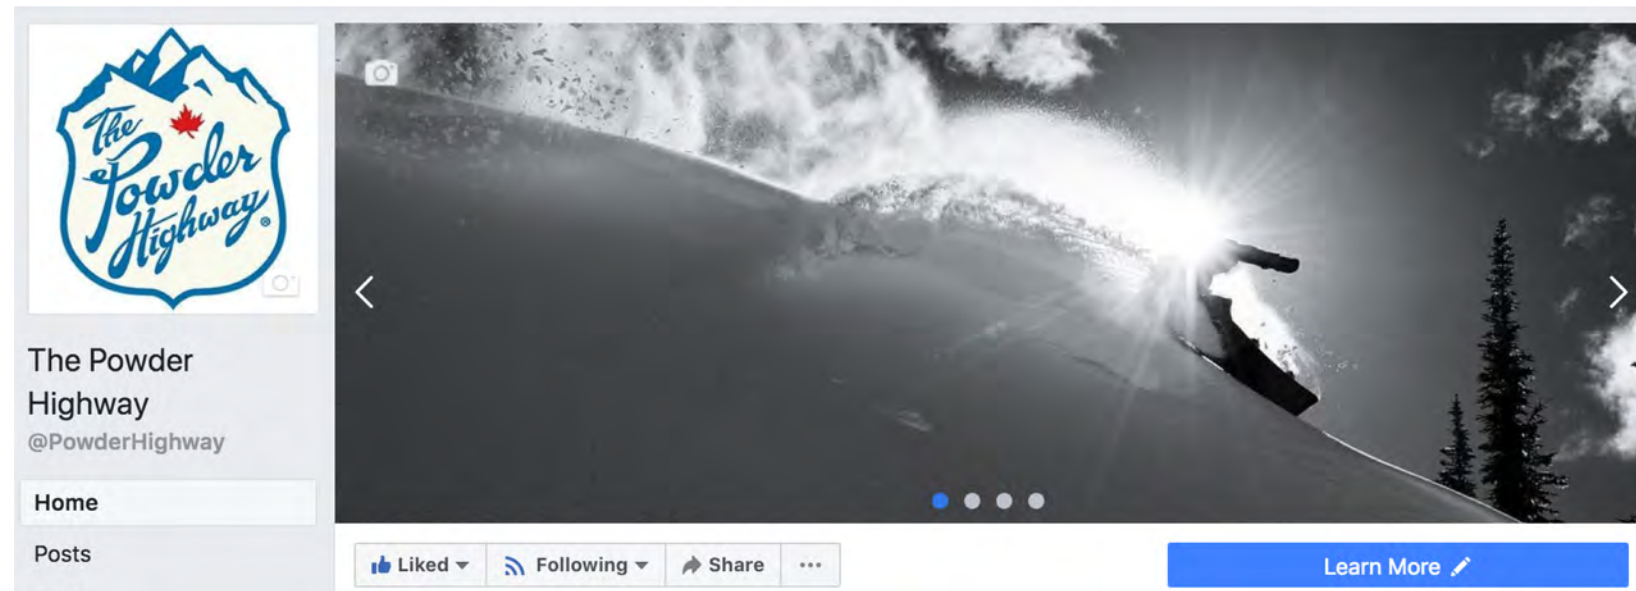 The
Powder
Highway®
The Powder
Highway
@PowderHighway
Home
Posts
Liked
Following
Share
Learn More